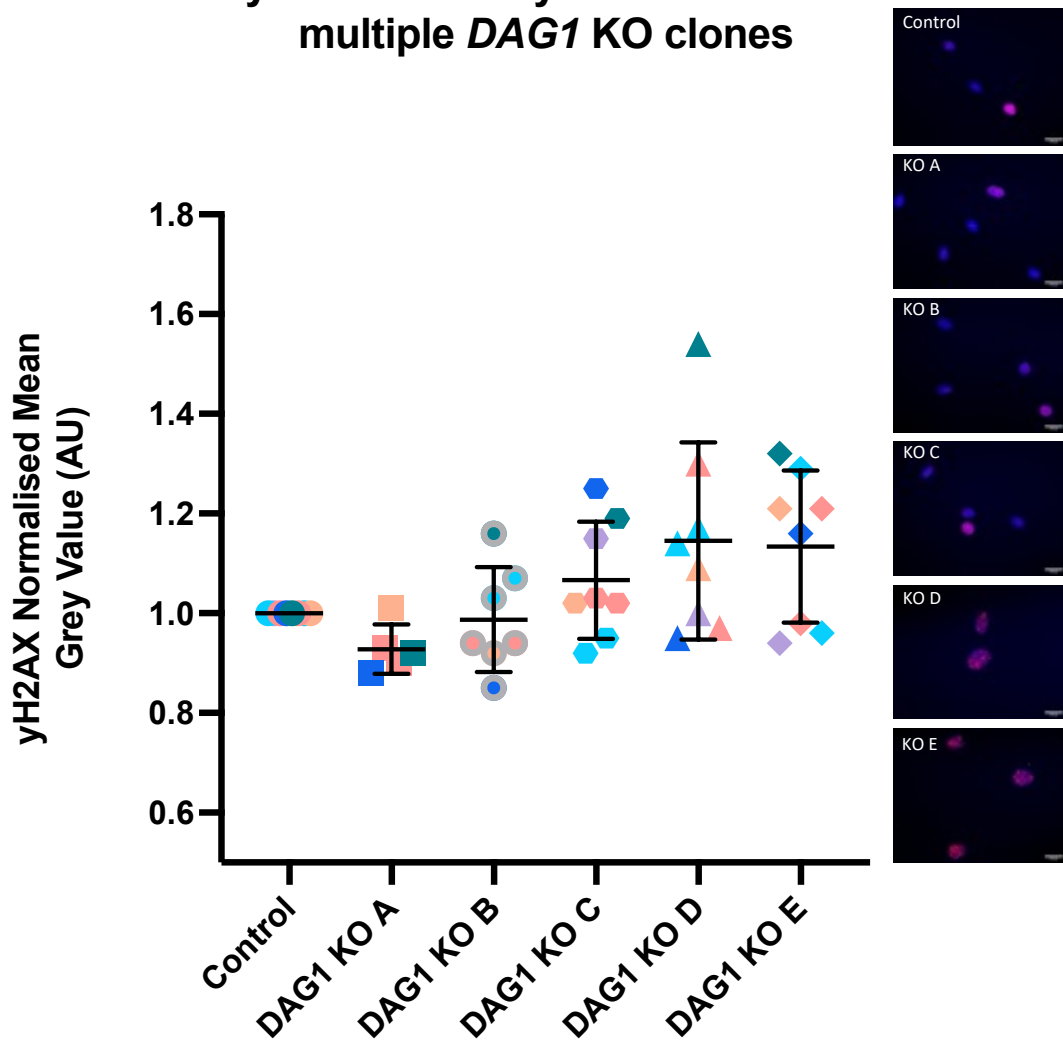 multiple DAG1 KO clones
Control
KO A
KO B
KO C
KO D
KO E
yH2AX Normalised Mean
Grey Value (AU)
1.8
1.6
1.4
1.2
1.0
0.8
0.6
Control
DAG1 KO A
DAG1 KO B
DAG1 KO C
DAG1 KO D
DAG1 KO E